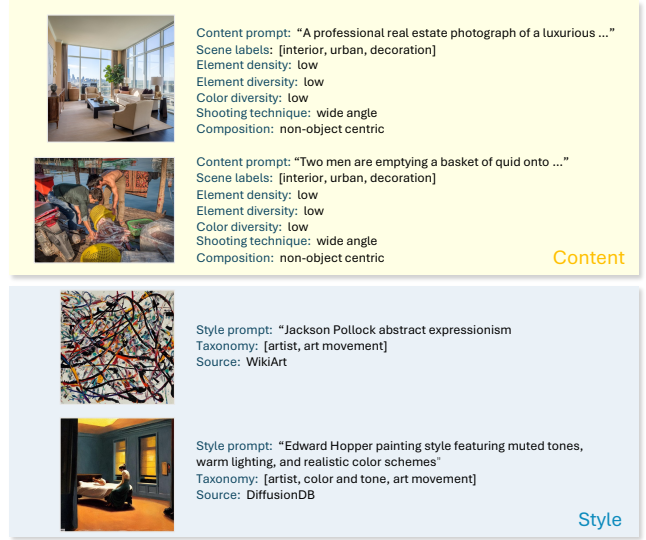 Content prompt: “A professional real estate photograph of a luxurious ...”
Scene labels: [interior, urban, decoration]
Element density: low
Element diversity: low
Color diversity: low
Shooting technique: wide angle
Composition: non-object centric
Content prompt: “Two men are emptying a basket of quid onto ...”
Scene labels: [interior, urban, decoration]
Element density: low
Element diversity: low
Color diversity: low
Shooting technique: wide angle
Composition: non-object centric
Content
Style prompt: “Jackson Pollock abstract expressionism
Taxonomy: [artist, art movement]
Source: WikiArt
Style prompt: “Edward Hopper painting style featuring muted tones,
warm lighting, and realistic color schemes"
Taxonomy: [artist, color and tone, art movement]
Source: DiffusionDB
Style